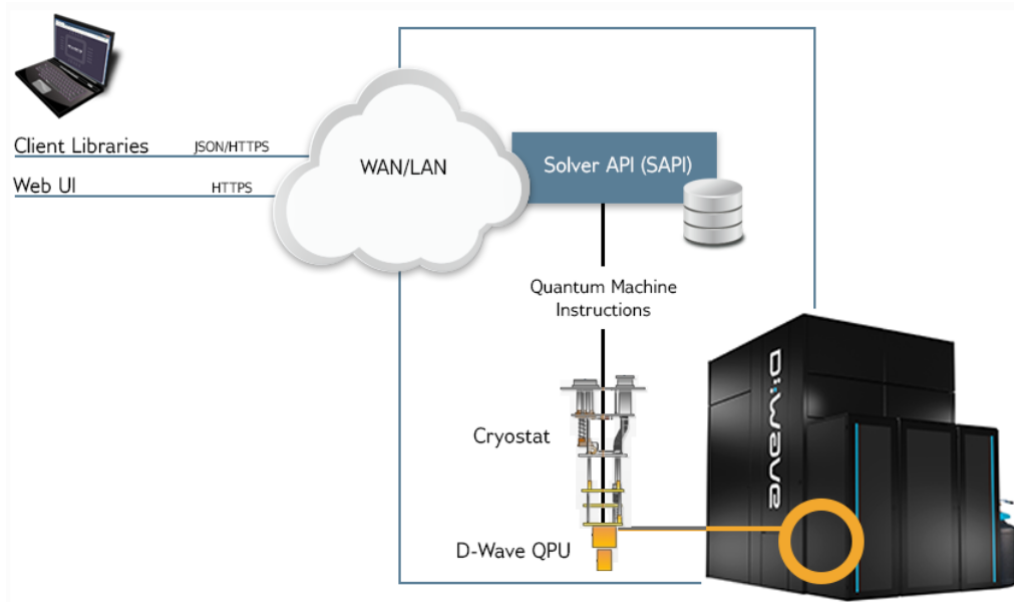 Client Libraries
JSON/HTTPS
Web UI
HTTPS
WAN/LAN
Solver API (SAPI)
Quantum Machine
Instructions
Cryostat
D-Wave QPU
D:Wave